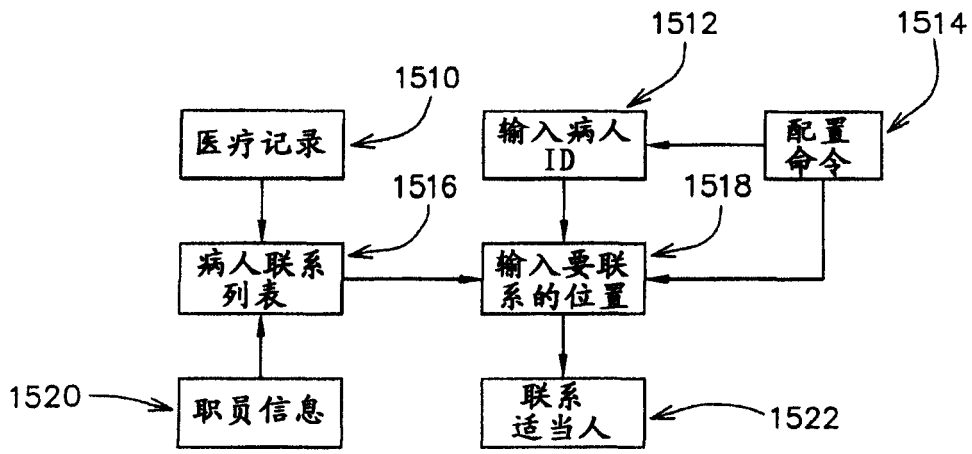 1512
1514
1510
医疗记录
输入病人
ID
配置
命令
1516
1518
病人联系
列表
输入要联
系的位置
1520
职员信息
联系
适当人
1522